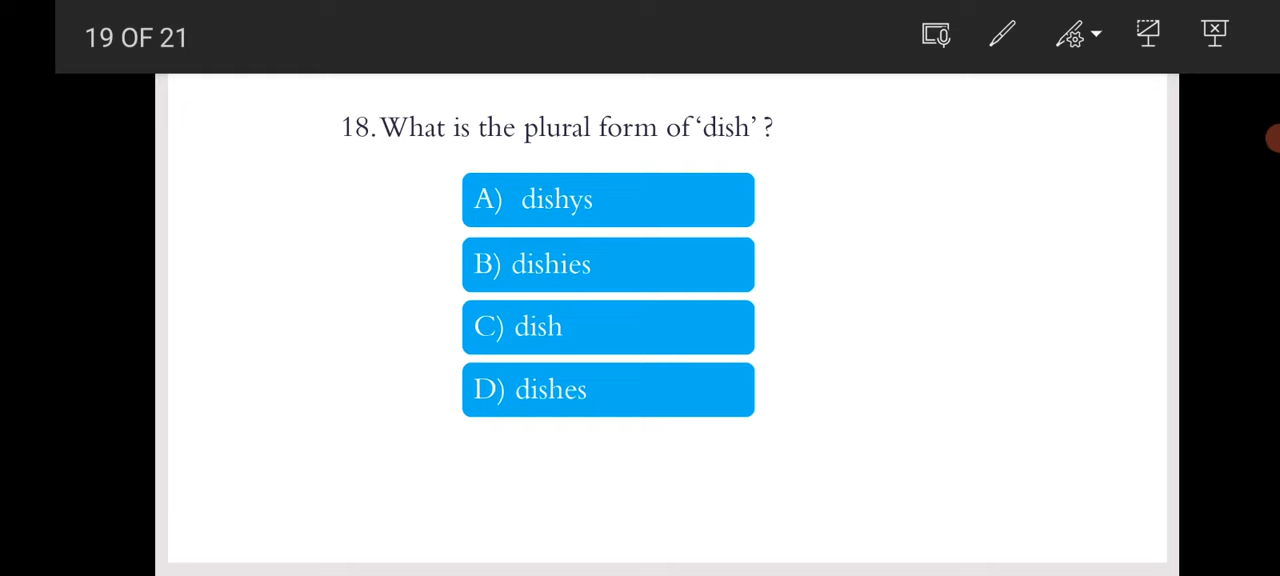 19 OF 21
18. What is the plural form of ‘dish’ ?
A) dishys
B) dishies
C) dish
D) dishes